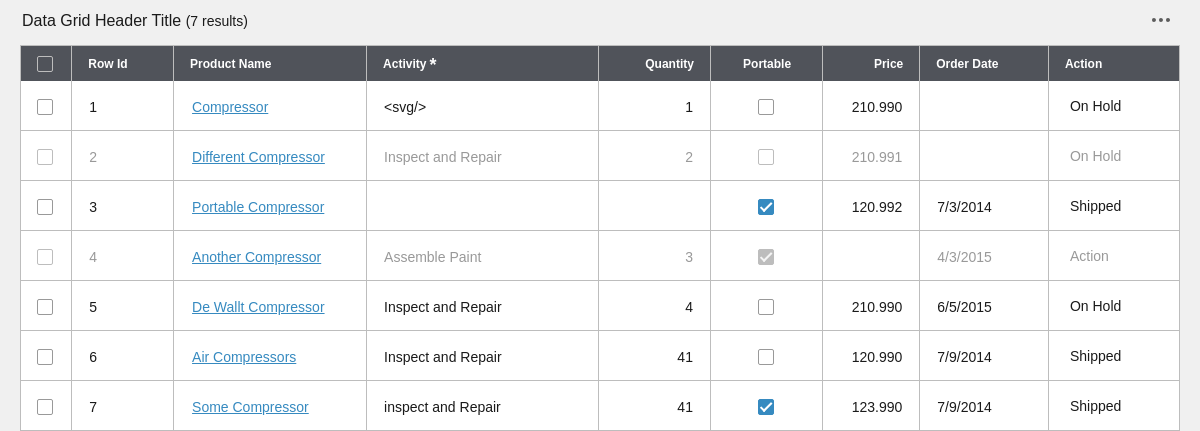 Data Grid Header Title (7 results)
Row Id Product Name Activity * Quantity Portable Price Order Date Action
1 Compressor <svg/> 1 210.990 On Hold
2 Different Compressor Inspect and Repair 2 210.991 On Hold
3 Portable Compressor 120.992 7/3/2014 Shipped
4 Another Compressor Assemble Paint 3 4/3/2015 Action
5 De Wallt Compressor Inspect and Repair 4 210.990 6/5/2015 On Hold
6 Air Compressors Inspect and Repair 41 120.990 7/9/2014 Shipped
7 Some Compressor inspect and Repair 41 123.990 7/9/2014 Shipped